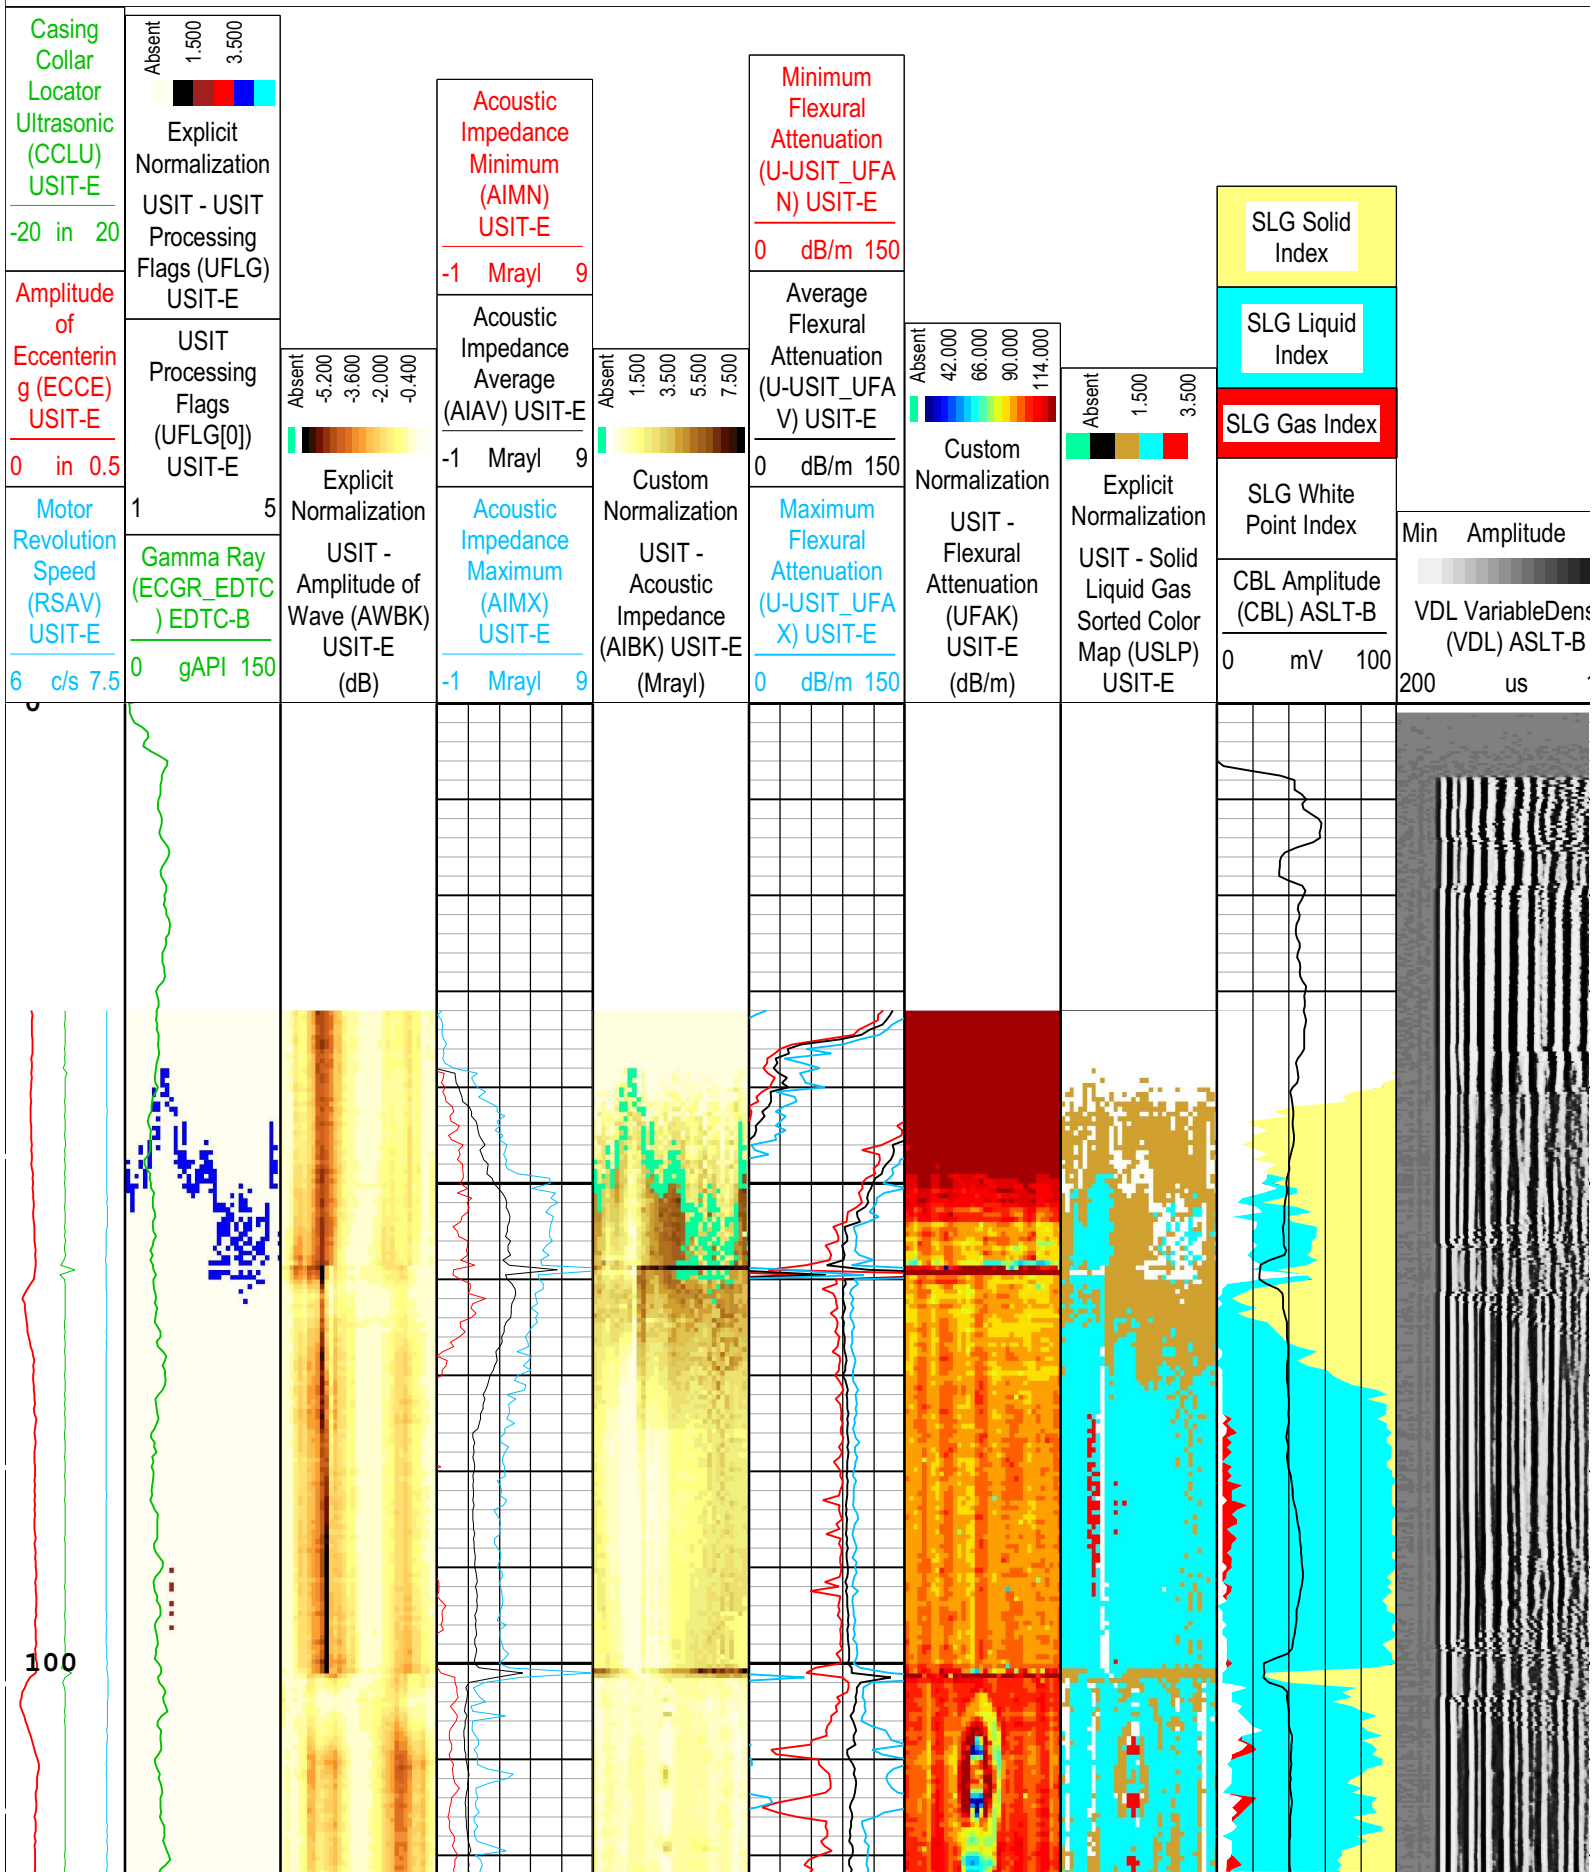 Casing
Collar
Locator
Ultrasonic
(CCLU)
USIT-E
-20 in 20
Amplitude
of
Eccenterin
g (ECCE)
USIT-E
0 in 0.5
Motor
Revolution
Speed
(RSAV)
USIT-E
6 c/s 7.5
Absent 1.500 3.500
Explicit
Normalization
USIT - USIT
Processing
Flags (UFLG)
USIT-E
USIT
Processing
Flags
(UFLG[0])
USIT-E
1 5
Gamma Ray
(ECGR_EDTC
) EDTC-B
0 gAPI 150
Absent -5.200 -3.600 -2.000 -0.400
Explicit
Normalization
USIT -
Amplitude of
Wave (AWBK)
USIT-E
(dB)
Acoustic
Impedance
Minimum
(AIMN)
USIT-E
-1 Mrayl 9
Acoustic
Impedance
Average
(AIAV) USIT-E
-1 Mrayl 9
Acoustic
Impedance
Maximum
(AIMX)
USIT-E
-1 Mrayl 9
Absent 1.500 3.500 5.500 7.500
Custom
Normalization
USIT -
Acoustic
Impedance
(AIBK) USIT-E
(Mrayl)
Minimum
Flexural
Attenuation
(U-USIT_UFA
N) USIT-E
0 dB/m 150
Average
Flexural
Attenuation
(U-USIT_UFA
V) USIT-E
0 dB/m 150
Maximum
Flexural
Attenuation
(U-USIT_UFA
X) USIT-E
0 dB/m 150
Absent 42.000 66.000 90.000 114.000
Custom
Normalization
USIT -
Flexural
Attenuation
(UFAK)
USIT-E
(dB/m)
Absent 1.500 3.500
Explicit
Normalization
USIT - Solid
Liquid Gas
Sorted Color
Map (USLP)
USIT-E
SLG Solid
Index
SLG Liquid
Index
SLG Gas Index
SLG White
Point Index
CBL Amplitude
(CBL) ASLT-B
0 mV 100
Min Amplitude
VDL VariableDens
(VDL) ASLT-B
200 us 1
0
100